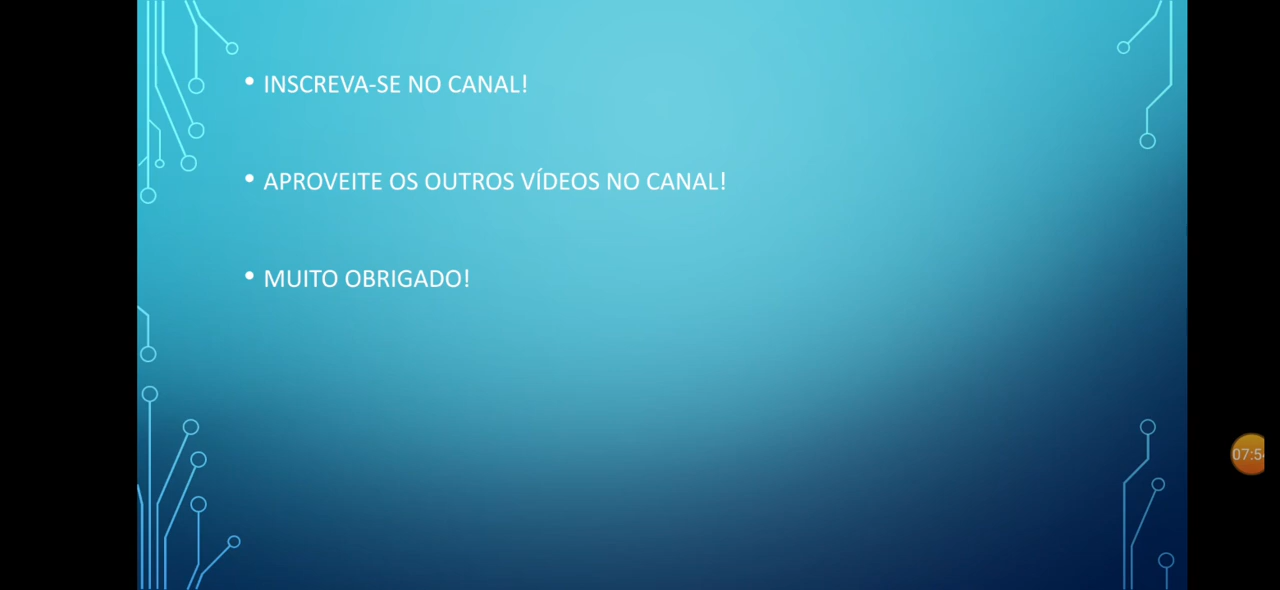 • INSCREVA-SE NO CANAL!
• APROVEITE OS OUTROS VÍDEOS NO CANAL!
• MUITO OBRIGADO!